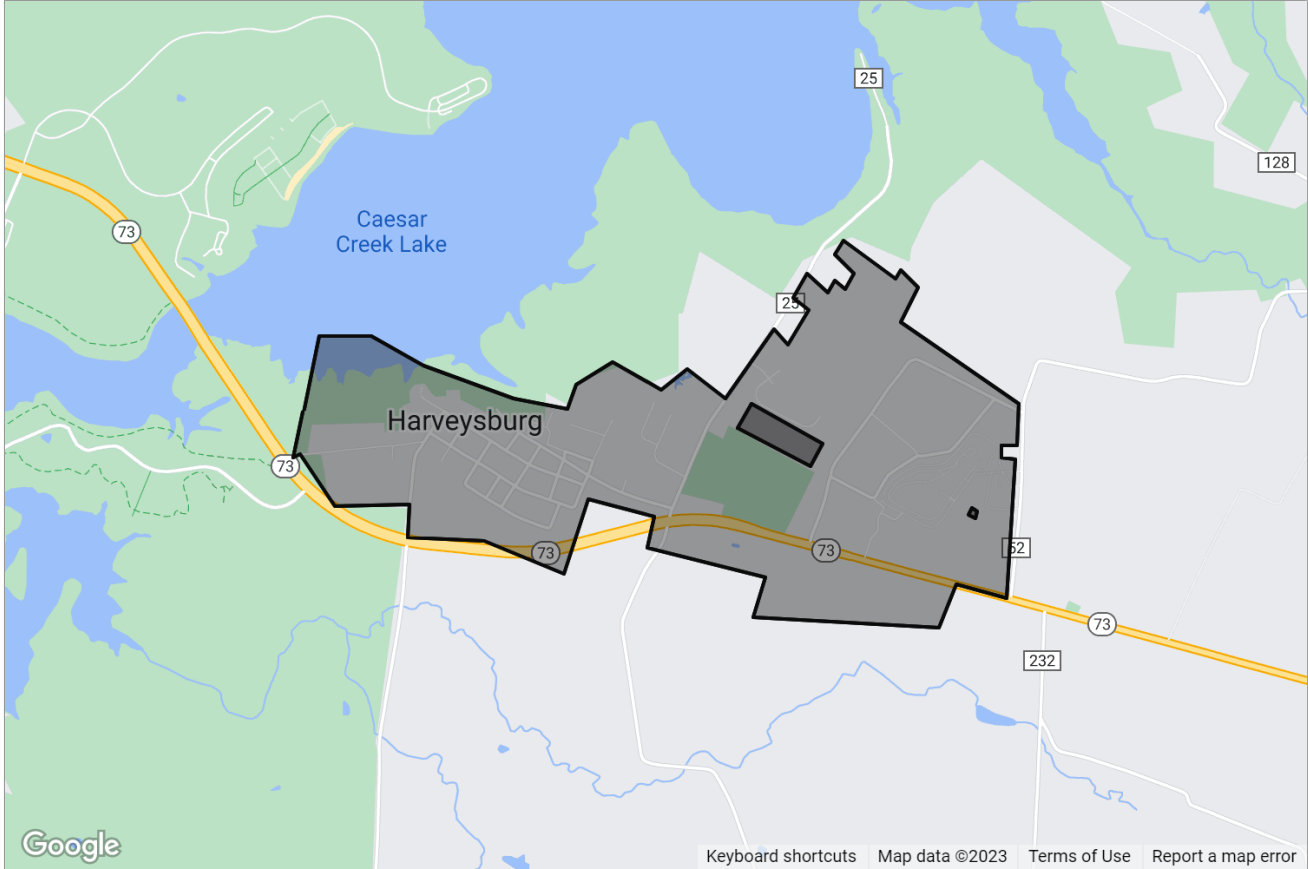 25
128
Caesar
Creek Lake
73
25
Harveysburg
73
73
73
52
73
232
Google
Keyboard shortcuts
Map data ©2023
Terms of Use
Report a map error